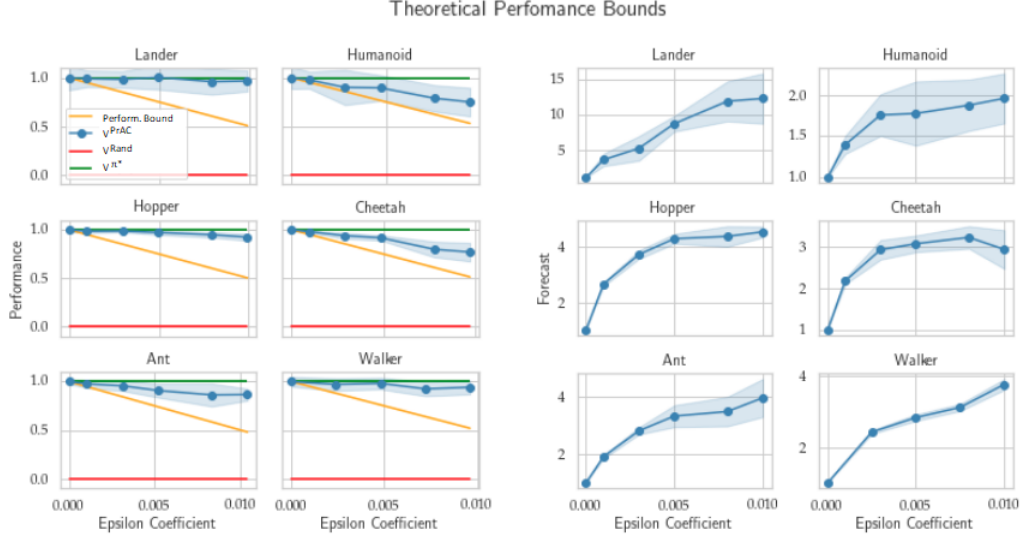 Theoretical Perfomance Bounds
Lander
Humanoid
Lander
Humanoid
1.0
0.5
0.0
Perform. Bound
V^PrAC
V^Rand
V^π*
15
10
5
2.0
1.5
1.0
Hopper
Cheetah
Hopper
Cheetah
Performance
1.0
0.5
0.0
Forecast
4
2
3
2
1
Ant
Walker
Ant
Walker
1.0
0.5
0.0
4
2
4
2
0.000 0.005 0.010
0.000 0.005 0.010
0.000 0.005 0.010
0.000 0.005 0.010
Epsilon Coefficient
Epsilon Coefficient
Epsilon Coefficient
Epsilon Coefficient